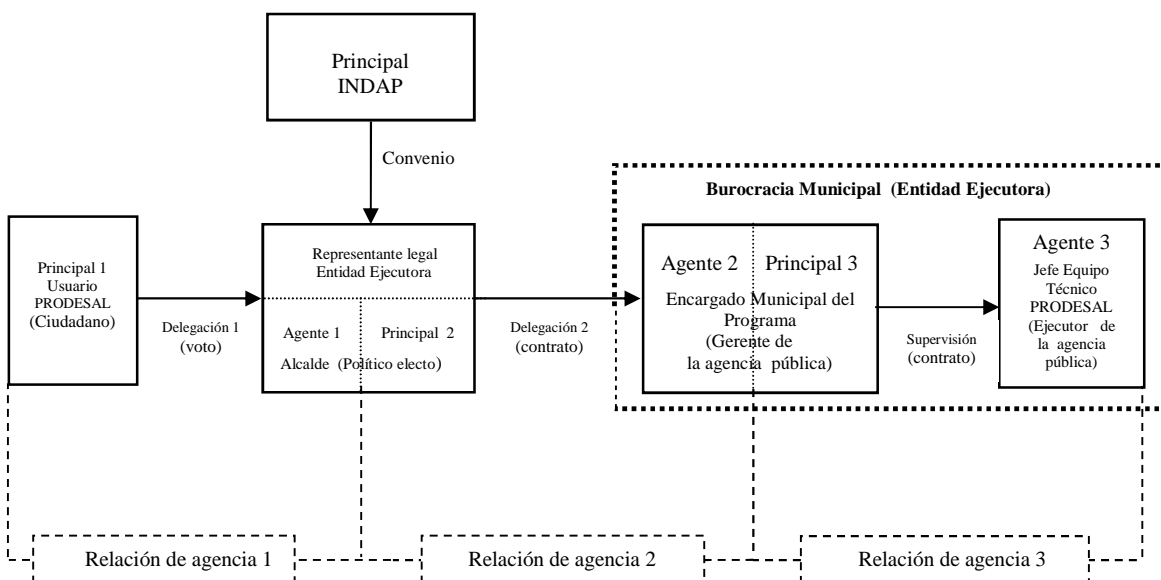 Principal
INDAP
Convenio
Burocracia Municipal (Entidad Ejecutora)
Principal 1
Usuario
PRODESAL
(Ciudadano)
Delegación 1
(voto)
Representante legal
Entidad Ejecutora
Agente 1
Principal 2
Alcalde (Político electo)
Delegación 2
(contrato)
Agente 2
Principal 3
Encargado Municipal del
Programa
(Gerente de
la agencia pública)
Supervisión
(contrato)
Agente 3
Jefe Equipo
Técnico
PRODESAL
(Ejecutor de
la agencia
pública)
Relación de agencia 1
Relación de agencia 2
Relación de agencia 3